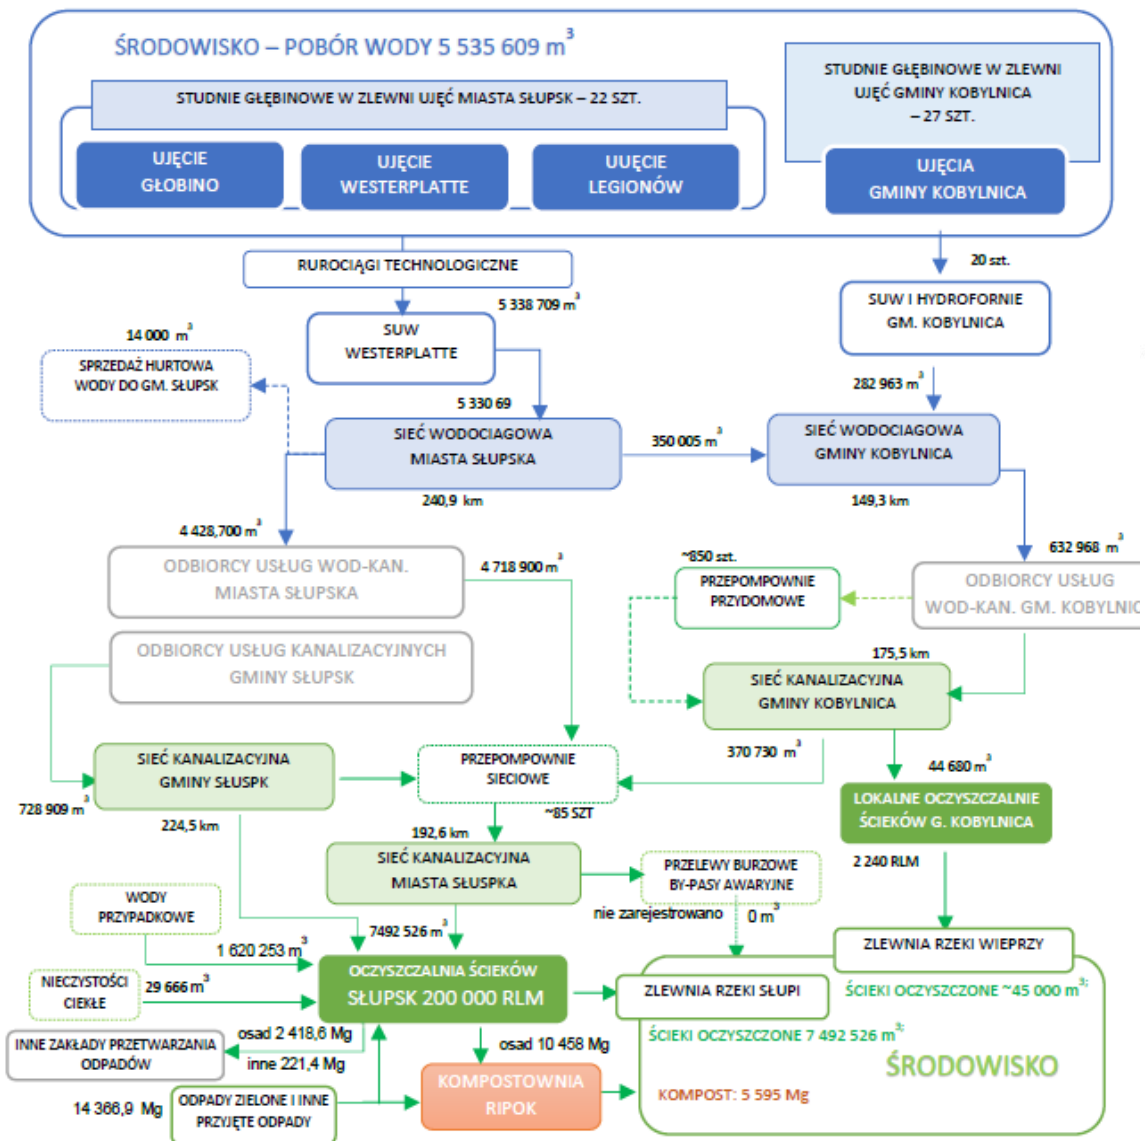 ŚRODOWISKO – POBÓR WODY 5 535 609 m³
STUDNIE GŁĘBINOWE W ZLEWNI UJĘĆ MIASTA SŁUPSK – 22 SZT.
UJĘCIE
GŁOBINO
UJĘCIE
WESTERPLATTE
UUĘCIE
LEGIONÓW
STUDNIE GŁĘBINOWE W ZLEWNI
UJĘĆ GMINY KOBYLNICA
– 27 SZT.
UJĘCIA
GMINY KOBYLNICA
RUROCIĄGI TECHNOLOGICZNE
20 szt.
5 338 709 m³
SUW
WESTERPLATTE
SUW I HYDROFORNIE
GM. KOBYLNICA
14 000 m³
SPRZEDAŻ HURTOWA
WODY DO GM. SŁUPSK
282 963 m³
5 330 69
SIEĆ WODOCIAGOWA
MIASTA SŁUPSKA
350 005 m³
SIEĆ WODOCIAGOWA
GMINY KOBYLNICA
240,9 km
149,3 km
4 428,700 m³
ODBIORCY USŁUG WOD-KAN.
MIASTA SŁUPSKA
4 718 900 m³
~850 szt.
PRZEPOMPOWNIE
PRZYDOMOWE
632 968 m³
ODBIORCY USŁUG
WOD-KAN. GM. KOBYLNIC
ODBIORCY USŁUG KANALIZACYJNYCH
GMINY SŁUPSK
175,5 km
SIEĆ KANALIZACYJNA
GMINY KOBYLNICA
SIEĆ KANALIZACYJNA
GMINY SŁUSPK
PRZEPOMPOWNIE
SIECIOWE
370 730 m³
44 680 m³
728 909 m³
224,5 km
~85 SZT
LOKALNE OCZYSZCZALNIE
ŚCIEKÓW G. KOBYLNICA
192,6 km
SIEĆ KANALIZACYJNA
MIASTA SŁUSPKA
PRZELEWY BURZOWE
BY-PASY AWARYJNE
2 240 RLM
WODY
PRZYPADKOWE
nie zarejestrowano 0 m³
7492 526 m³
1 620 253 m³
ZLEWNIA RZEKI WIEPRZY
NIECZYSTOŚCI
CIEKŁE
29 666 m³
OCZYSZCZALNIA ŚCIEKÓW
SŁUPSK 200 000 RLM
ZLEWNIA RZEKI SŁUPI
ŚCIEKI OCZYSZCZONE ~45 000 m³;
ŚCIEKI OCZYSZCZONE 7 492 526 m³;
INNE ZAKŁADY PRZETWARZANIA
ODPADÓW
osad 2 418,6 Mg
inne 221,4 Mg
osad 10 458 Mg
ŚRODOWISKO
KOMPOSTOWNIA
RIPOK
KOMPOST: 5 595 Mg
14 366,9 Mg
ODPADY ZIELONE I INNE
PRZYJĘTE ODPADY